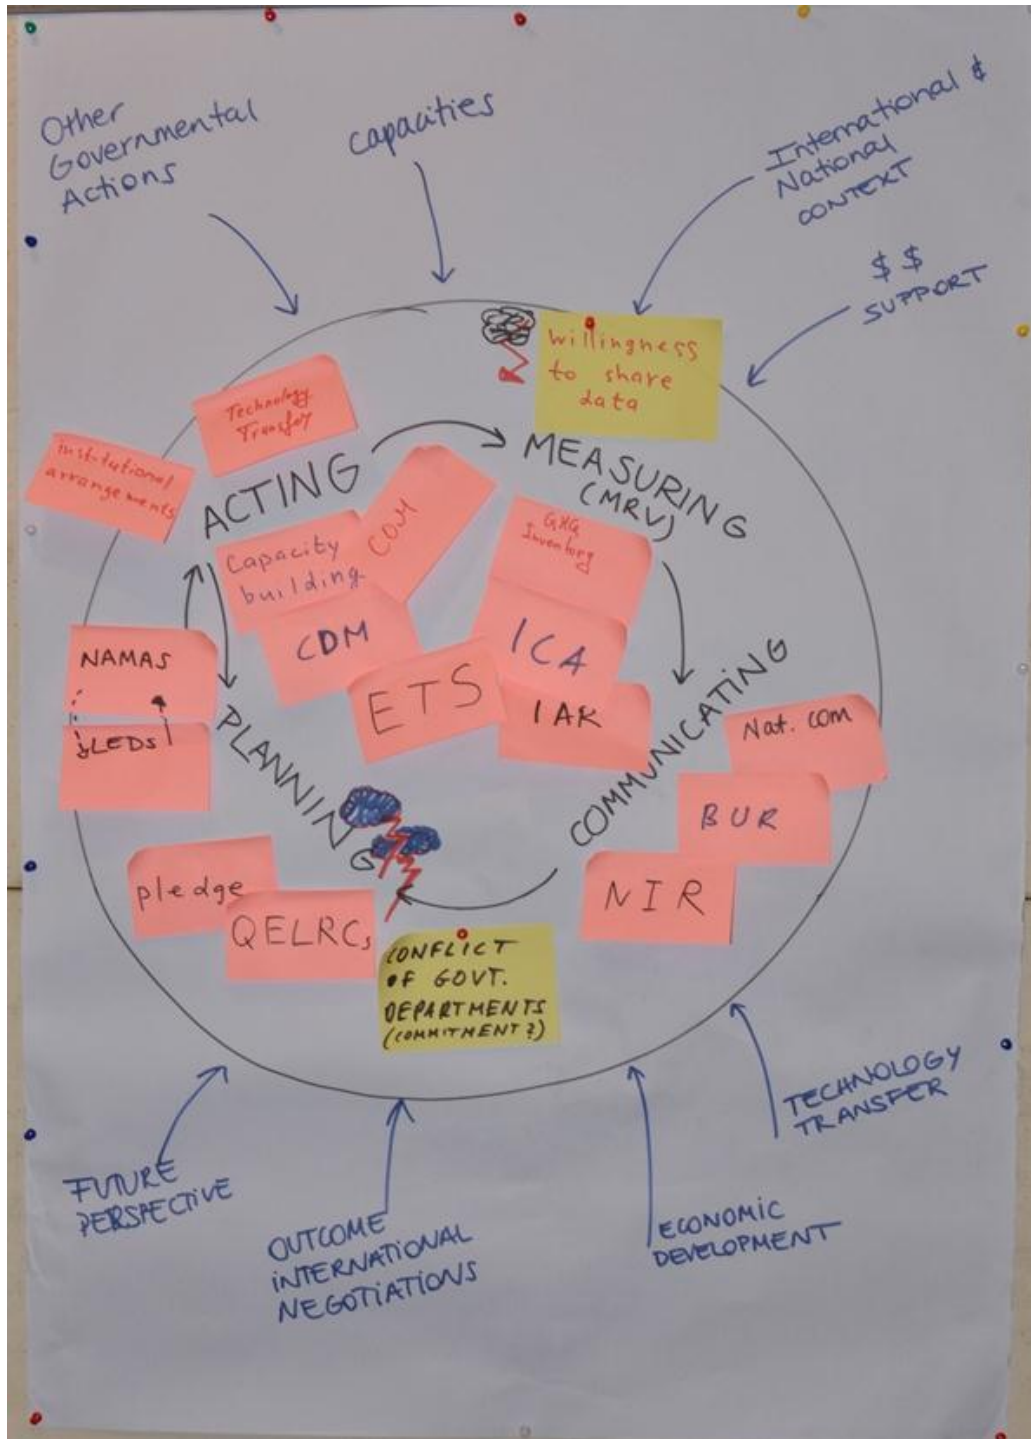 Other
Governmental
Actions
capacities
International &
National
CONTEXT
$ $
SUPPORT
willingness
to share
data
Technology
Transfer
institutional
arrangements
ACTING
MEASURING
(MRV)
COM
GHG
Inventory
Capacity
building
CDM
ICA
ETS
IAR
NAMAS
LEDS
PLANNING
COMMUNICATING
Nat. com
BUR
NIR
pledge
QELRCs
CONFLICT
OF GOVT.
DEPARTMENTS
(COMMITMENT?)
FUTURE
PERSPECTIVE
OUTCOME
INTERNATIONAL
NEGOTIATIONS
ECONOMIC
DEVELOPMENT
TECHNOLOGY
TRANSFER